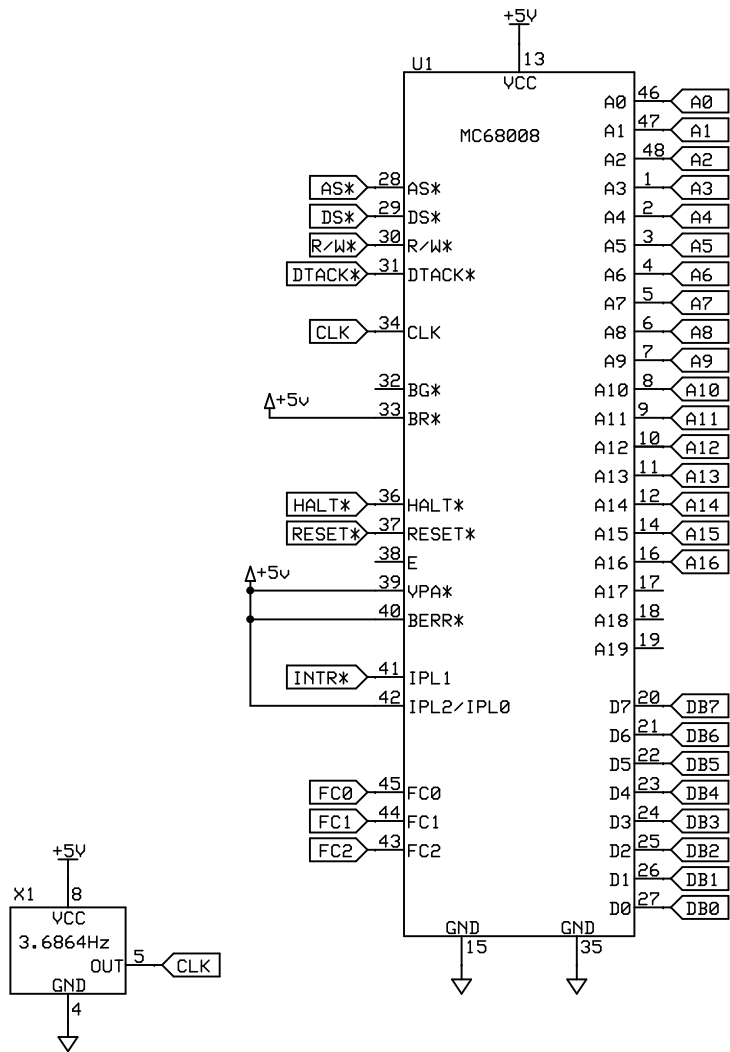 +5V
13
U1
VCC
MC68008
A0 46 A0
A1 47 A1
A2 48 A2
AS* 28 AS*
A3 1 A3
DS* 29 DS*
A4 2 A4
R/W* 30 R/W*
A5 3 A5
DTACK* 31 DTACK*
A6 4 A6
A7 5 A7
CLK 34 CLK
A8 6 A8
A9 7 A9
32 BG*
A10 8 A10
+5v
33 BR*
A11 9 A11
A12 10 A12
A13 11 A13
HALT* 36 HALT*
A14 12 A14
RESET* 37 RESET*
A15 14 A15
38 E
A16 16 A16
+5v
39 VPA*
A17 17
40 BERR*
A18 18
A19 19
INTR* 41 IPL1
42 IPL2/IPL0
D7 20 DB7
D6 21 DB6
D5 22 DB5
FC0 45 FC0
D4 23 DB4
FC1 44 FC1
D3 24 DB3
FC2 43 FC2
D2 25 DB2
D1 26 DB1
D0 27 DB0
GND GND
15 35
+5V
X1 8
VCC
3.6864Hz
OUT 5 CLK
GND
4